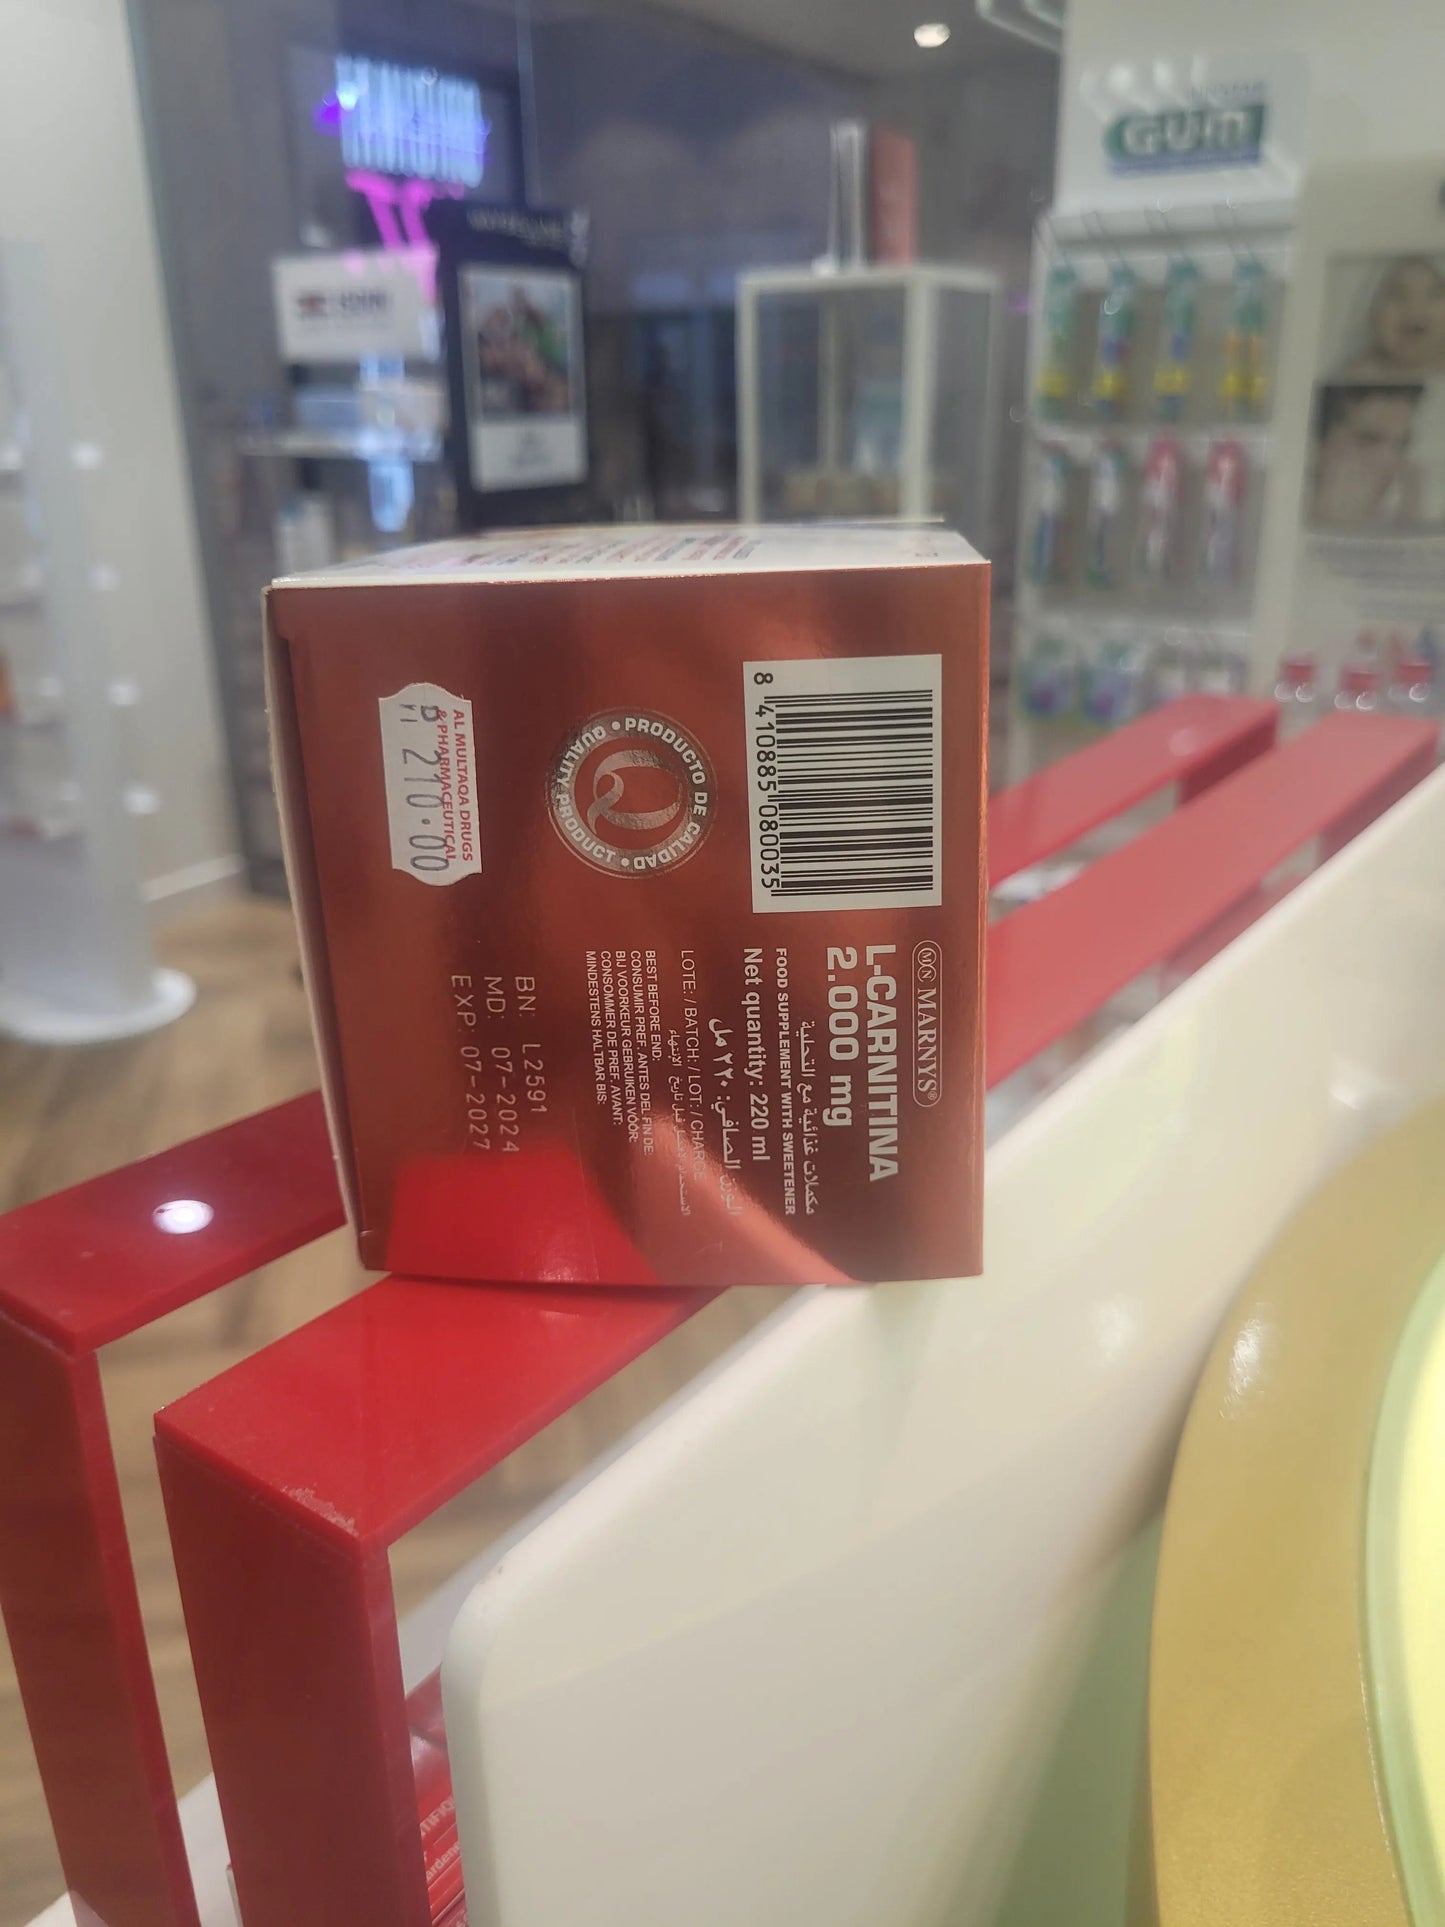 GUM
MARNYS®
L-CARNITINA
2.000 mg
مكملات غذائية مع التحلية
FOOD SUPPLEMENT WITH SWEETENER
Net quantity: 220 ml
الوزن الصافي: ٢٢٠ مل
LOTE: / BATCH: / LOT: / CHARGE
BEST BEFORE END:
CONSUMIR PREF. ANTES DEL FIN DE:
BIJ VOORKEUR GEBRUIKEN VÓÓR:
CONSOMMER DE PREF. AVANT:
MINDESTENS HALTBAR BIS:
BN: L2591
MD: 07-2024
EXP: 07-2027
8 410885 080035
PRODUCTO DE CALIDAD • QUALITY PRODUCT •
AL MULTAQA DRUGS
& PHARMACEUTICAL
210.00